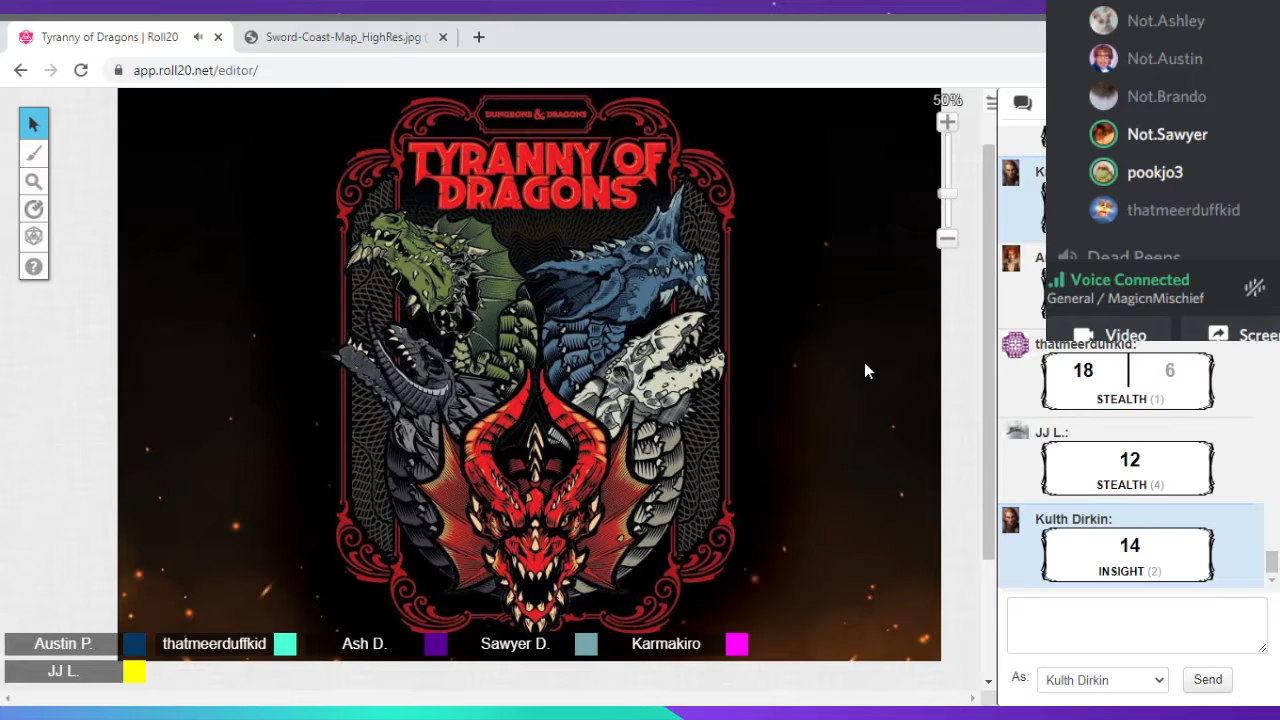 Tyranny of Dragons | Roll20
Sword-Coast-Map_HighRes.jpg (
app.roll20.net/editor/
DUNGEONS & DRAGONS
TYRANNY OF
DRAGONS
50%
Not.Ashley
Not.Austin
Not.Brando
Not.Sawyer
pookjo3
thatmeerduffkid
Dead Peeps
Voice Connected
General / MagicnMischief
Video
Scree
K
A
thatmeerduffkid:
18 6
STEALTH (1)
JJ L.:
12
STEALTH (4)
Kulth Dirkin:
14
INSIGHT (2)
As: Kulth Dirkin Send
Austin P. thatmeerduffkid Ash D. Sawyer D. Karmakiro
JJ L.